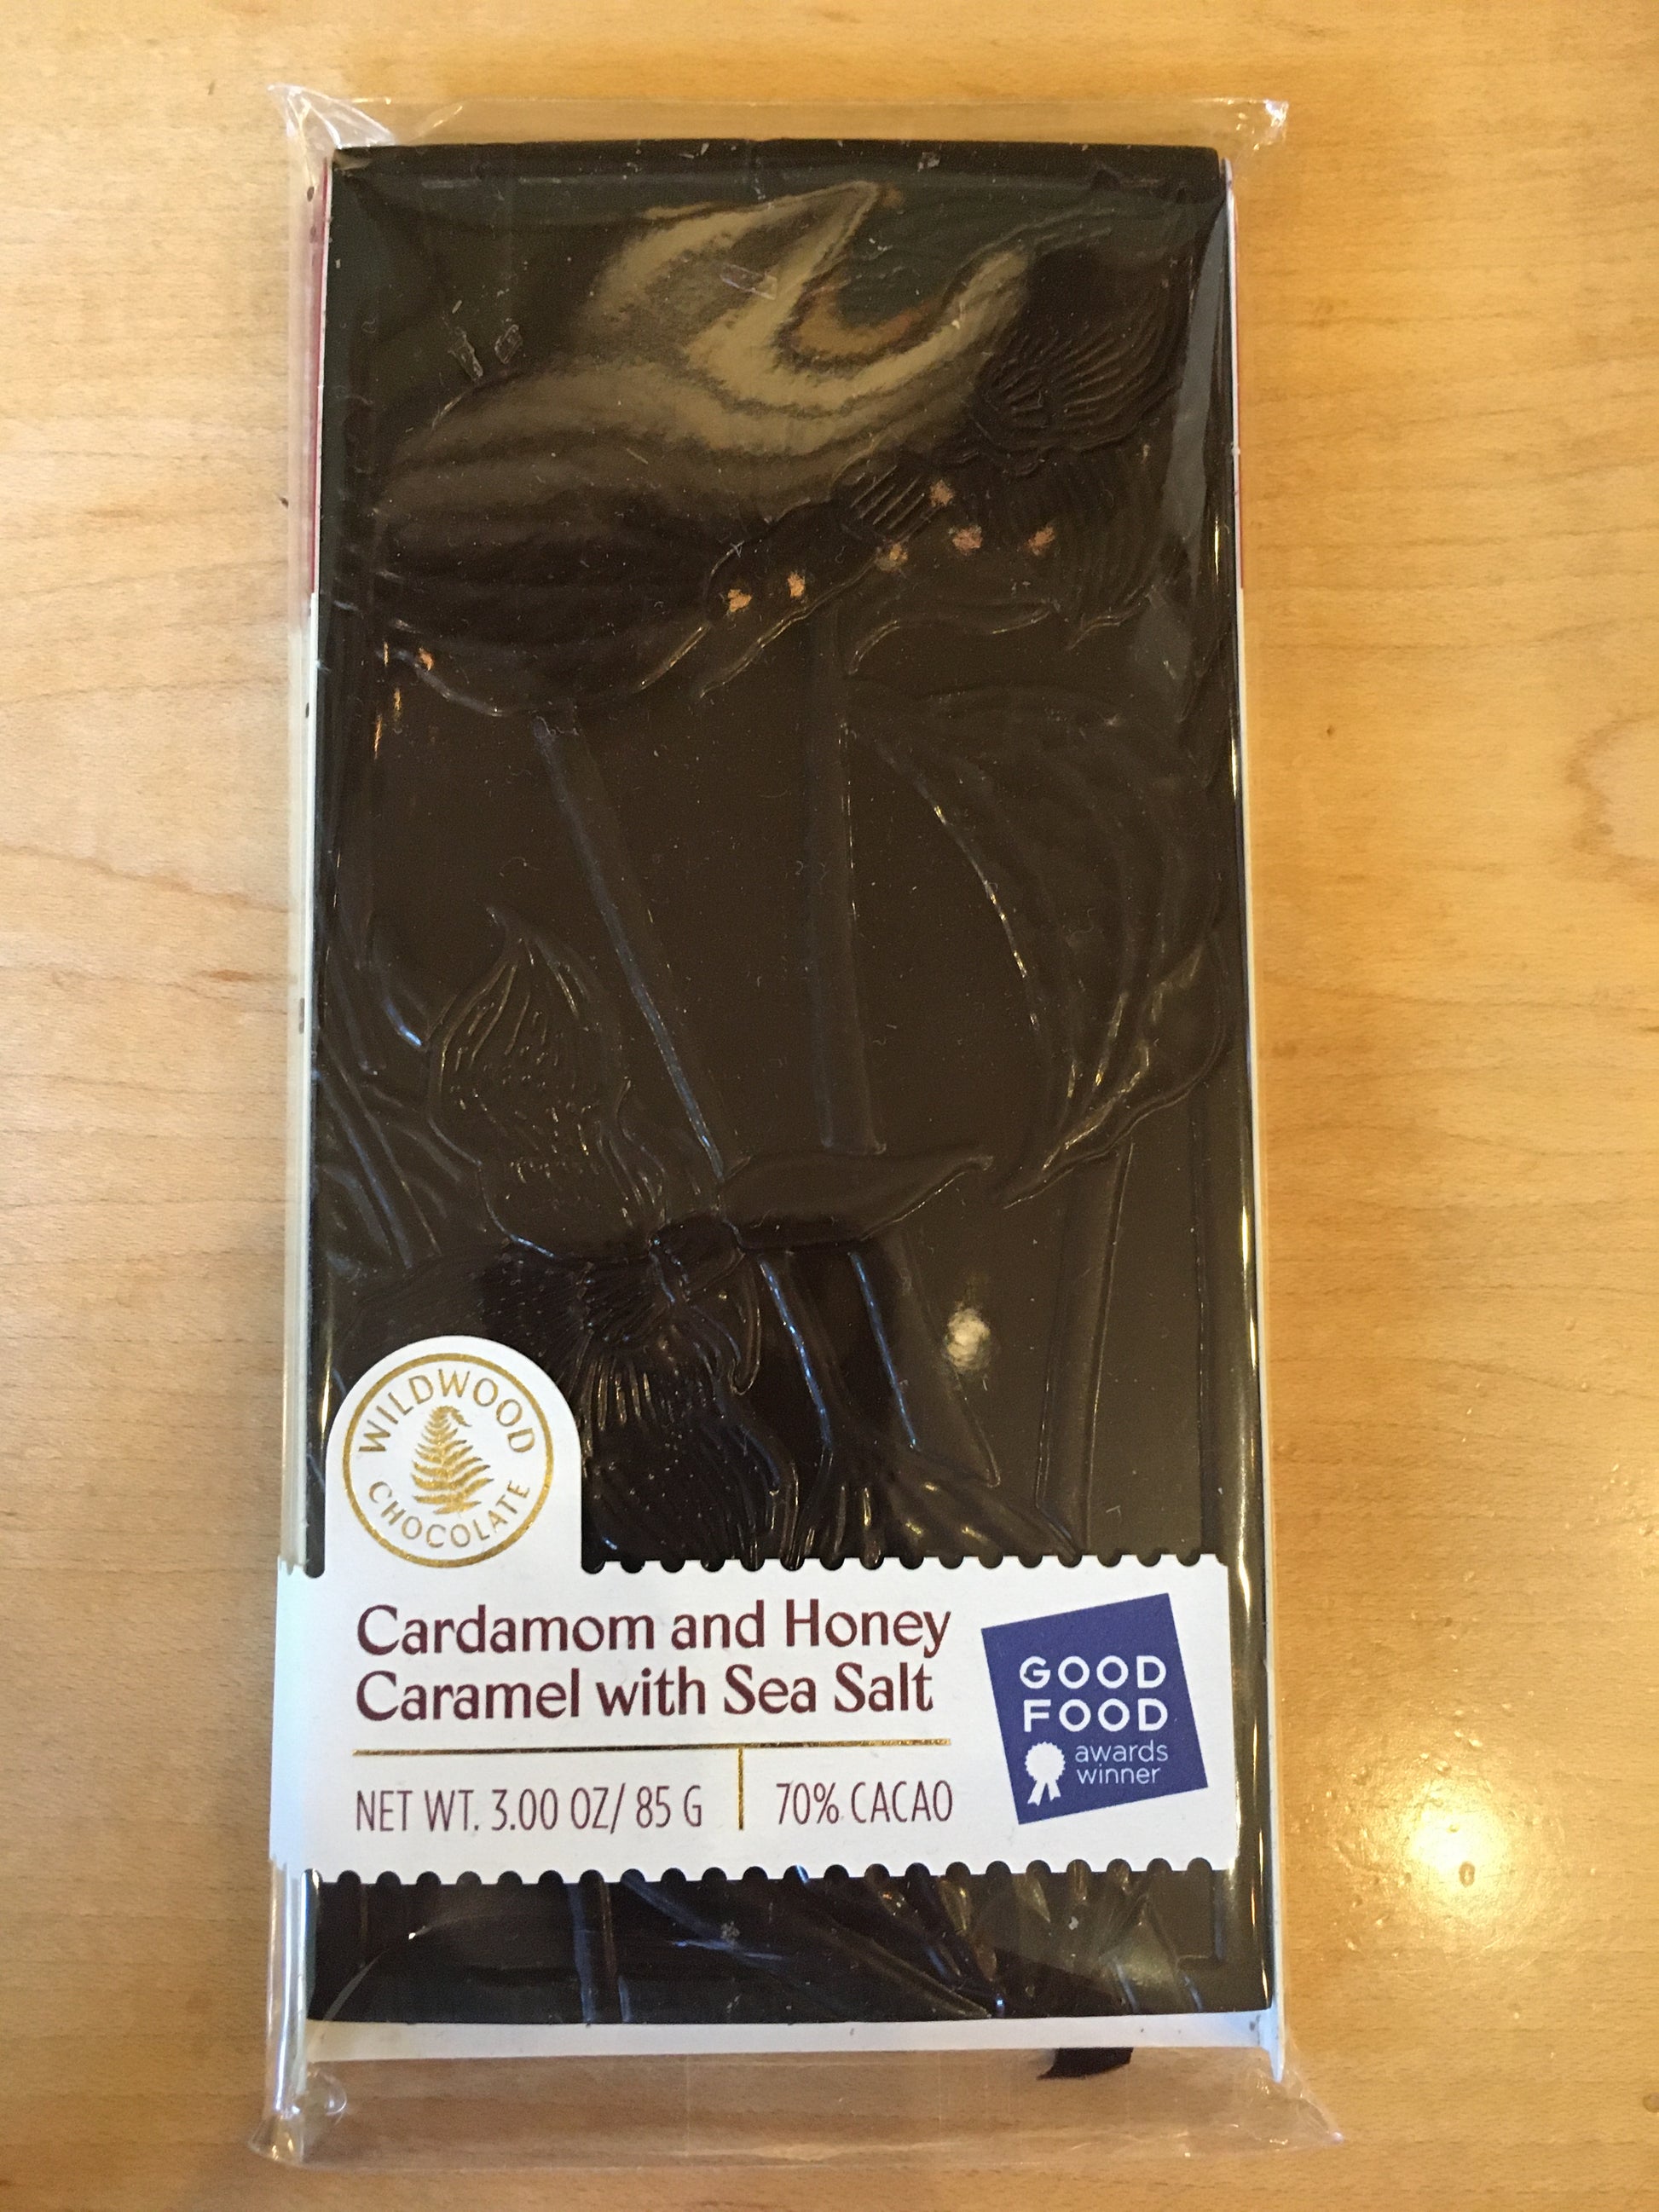 WILDWOOD
CHOCOLATE
Cardamom and Honey
Caramel with Sea Salt
NET WT. 3.00 OZ/ 85 G
70% CACAO
GOOD
FOOD
awards
winner